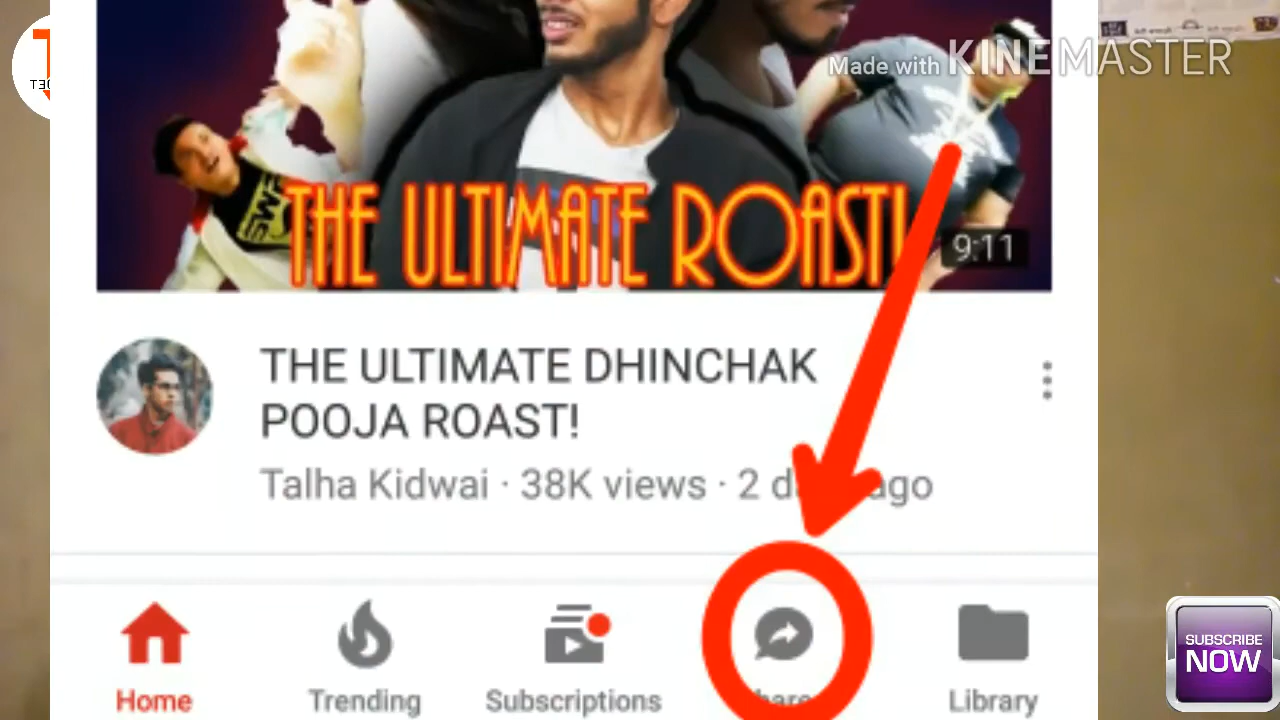 Made with KINEMASTER
THE ULTIMATE ROAST!
9:11
THE ULTIMATE DHINCHAK
POOJA ROAST!
Talha Kidwai · 38K views · 2 ago
Home
Trending
Subscriptions
Library
SUBSCRIBE
NOW